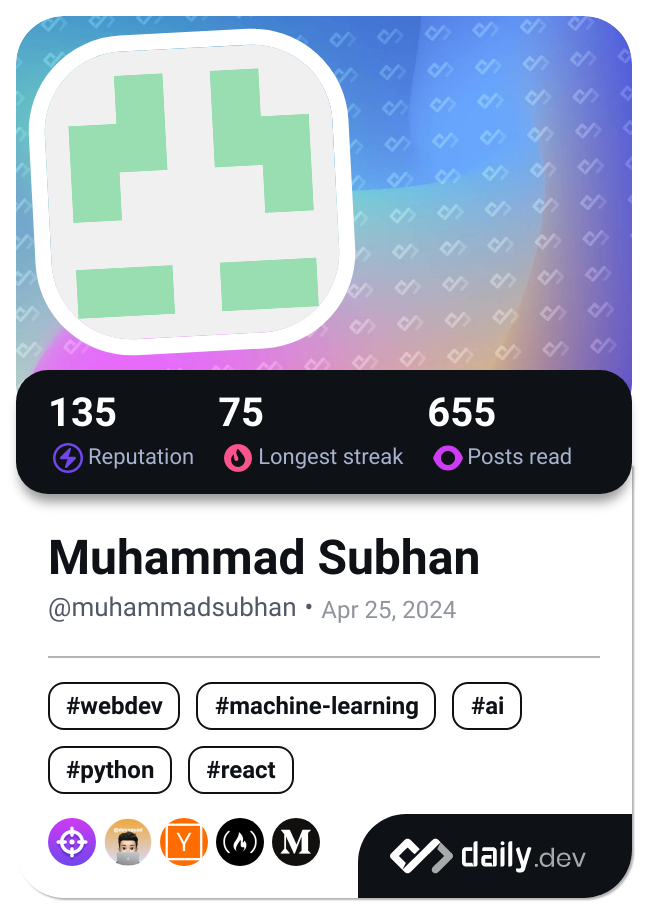 135 75 655
Reputation Longest streak Posts read
Muhammad Subhan
@muhammadsubhan • Apr 25, 2024
#webdev #machine-learning #ai
#python #react
Y M
daily.dev